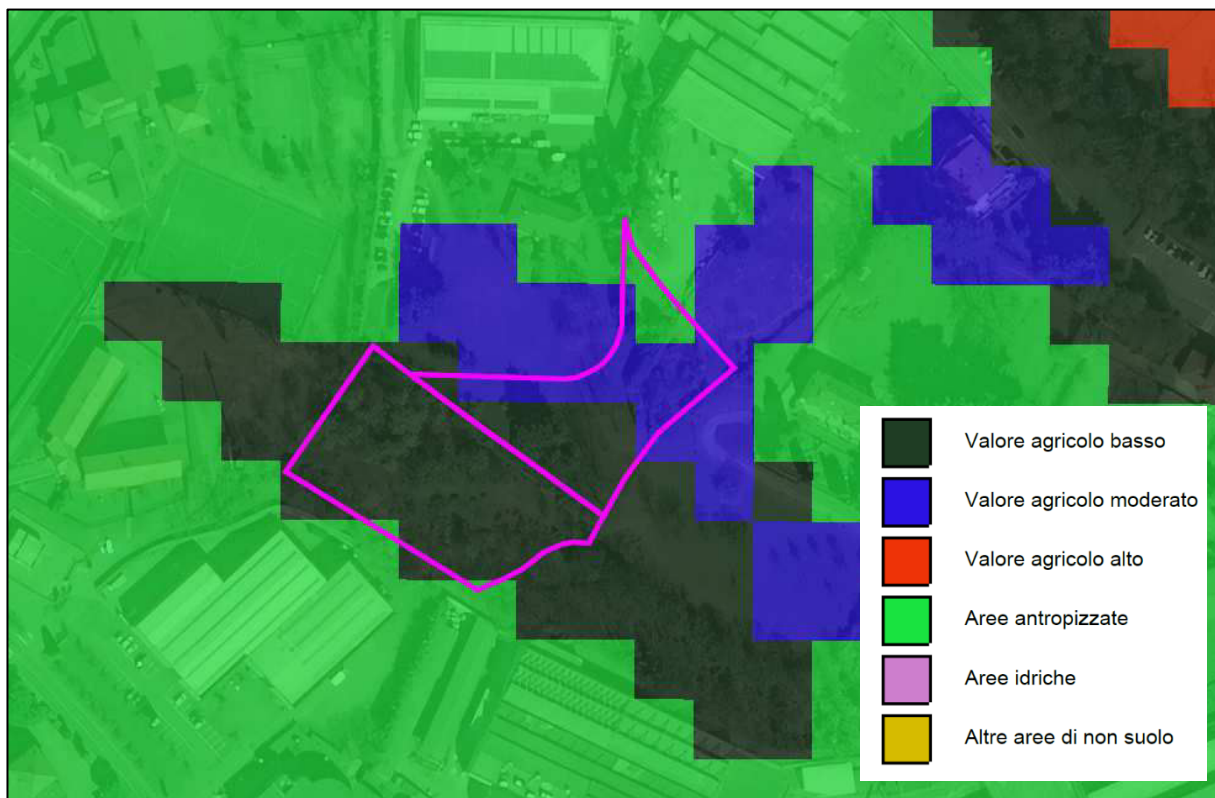 Valore agricolo basso
Valore agricolo moderato
Valore agricolo alto
Aree antropizzate
Aree idriche
Altre aree di non suolo